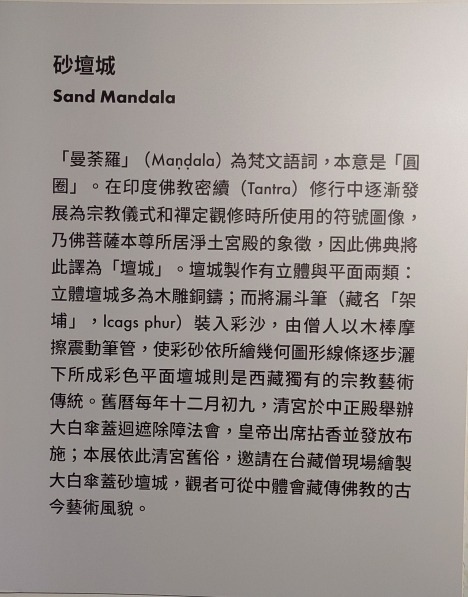 砂壇城
Sand Mandala
「曼荼羅」（Maṇḍala）為梵文語詞，本意是「圓
圈」。在印度佛教密續（Tantra）修行中逐漸發
展為宗教儀式和禪定觀修時所使用的符號圖像，
乃佛菩薩本尊所居淨土宮殿的象徵，因此佛典將
此譯為「壇城」。壇城製作有立體與平面兩類：
立體壇城多為木雕銅鑄；而將漏斗筆（藏名「架
埔」，lcags phur）裝入彩沙，由僧人以木棒摩
擦震動筆管，使彩砂依所繪幾何圖形線條逐步灑
下所成彩色平面壇城則是西藏獨有的宗教藝術
傳統。舊曆每年十二月初九，清宮於中正殿舉辦
大白傘蓋迴遮除障法會，皇帝出席拈香並發放布
施；本展依此清宮舊俗，邀請在台藏僧現場繪製
大白傘蓋砂壇城，觀者可從中體會藏傳佛教的古
今藝術風貌。